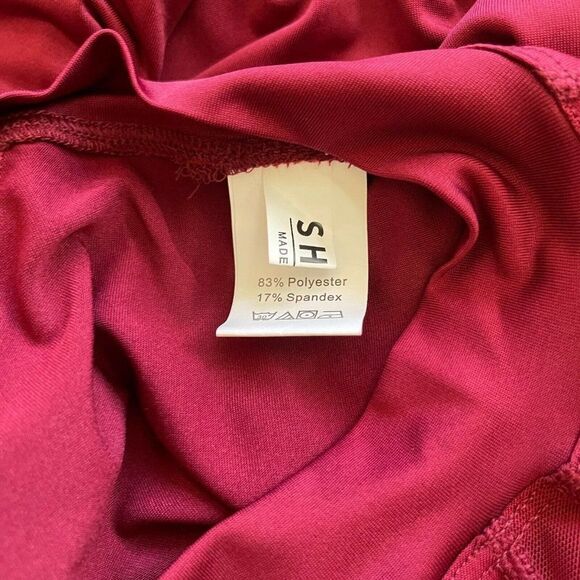 SH
MADE
83% Polyester
17% Spandex